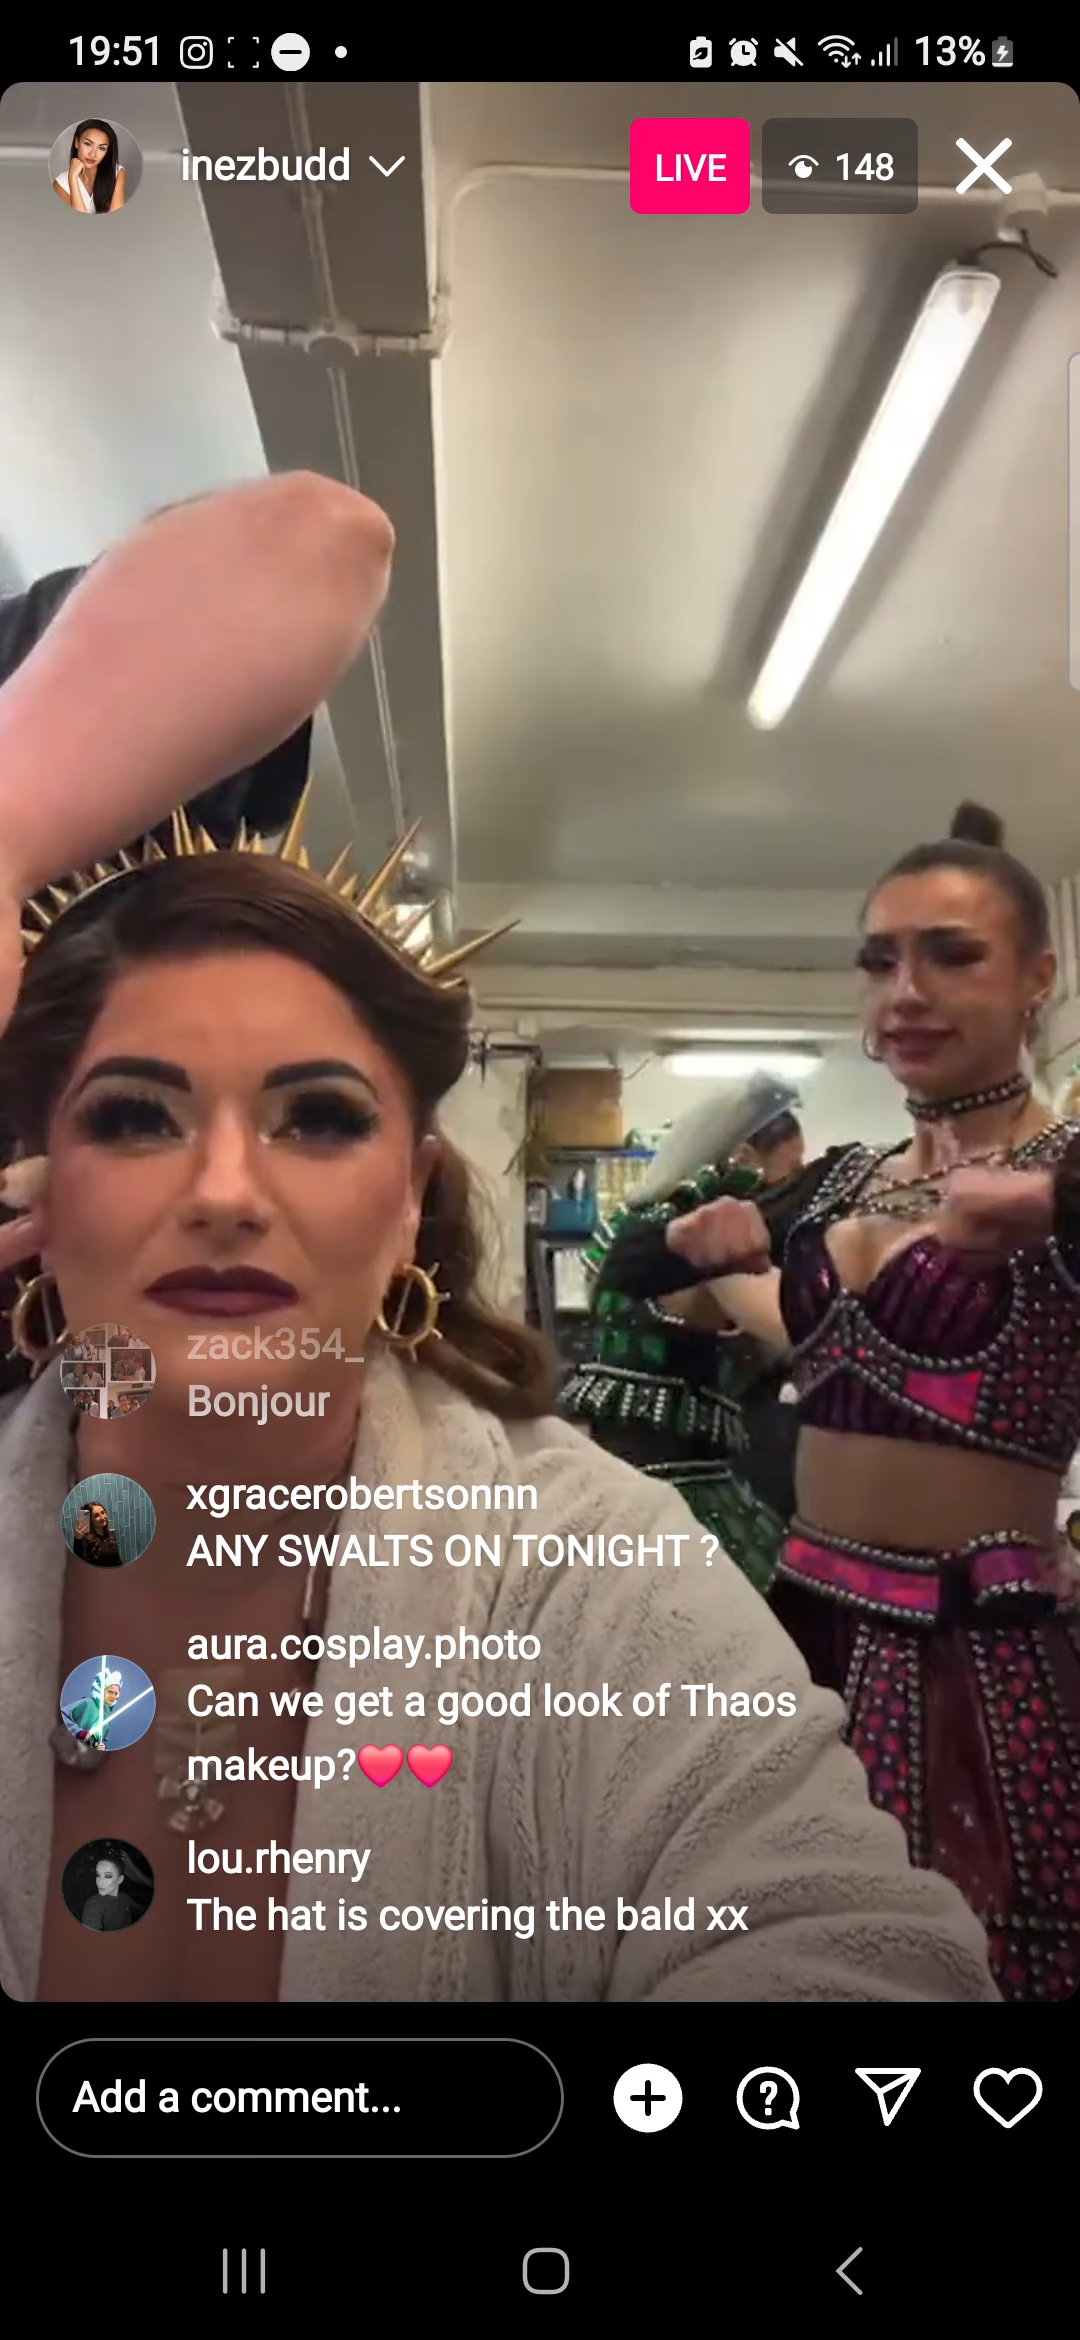 19:51
13%
inezbudd
LIVE
148
zack354_
Bonjour
xgracerobertsonnn
ANY SWALTS ON TONIGHT ?
aura.cosplay.photo
Can we get a good look of Thaos
makeup?❤️❤️
lou.rhenry
The hat is covering the bald xx
Add a comment...